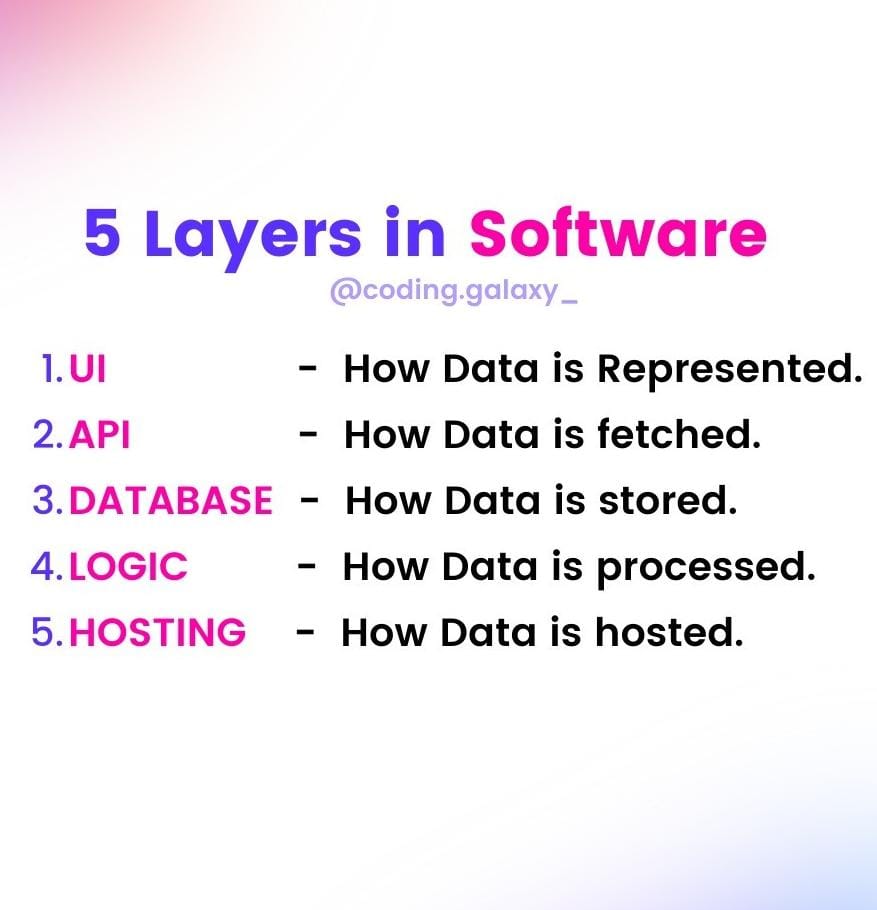 5 Layers in Software
@coding.galaxy_
1. UI - How Data is Represented.
2. API - How Data is fetched.
3. DATABASE - How Data is stored.
4. LOGIC - How Data is processed.
5. HOSTING - How Data is hosted.